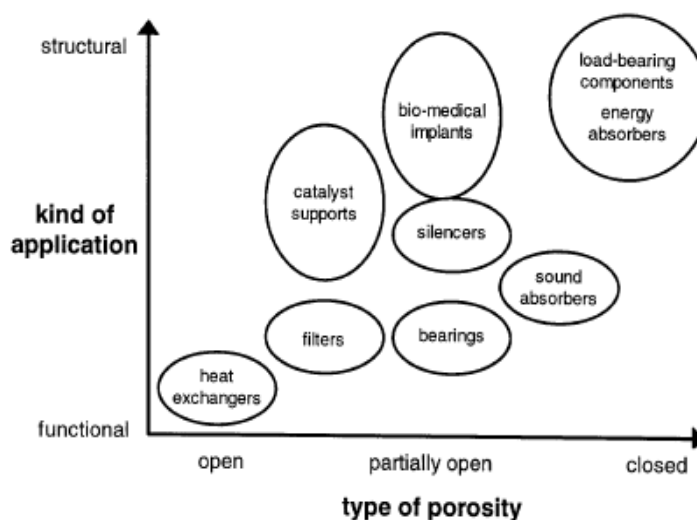 structural
load-bearing
components
energy
absorbers
bio-medical
implants
catalyst
supports
kind of
application
silencers
sound
absorbers
filters
bearings
heat
exchangers
functional
open
partially open
closed
type of porosity